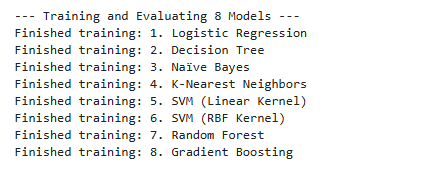 --- Training and Evaluating 8 Models ---
Finished training: 1. Logistic Regression
Finished training: 2. Decision Tree
Finished training: 3. Naïve Bayes
Finished training: 4. K-Nearest Neighbors
Finished training: 5. SVM (Linear Kernel)
Finished training: 6. SVM (RBF Kernel)
Finished training: 7. Random Forest
Finished training: 8. Gradient Boosting